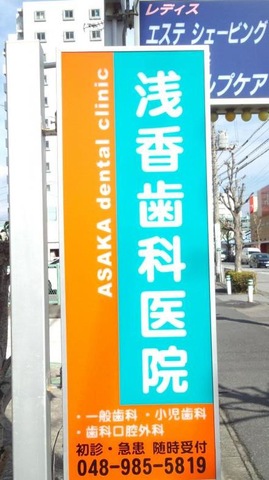 レディス
エステ シェービング
ルプケア
ASAKA dental clinic
浅香歯科医院
・一般歯科・小児歯科
・歯科口腔外科
初診・急患 随時受付
048-985-5819